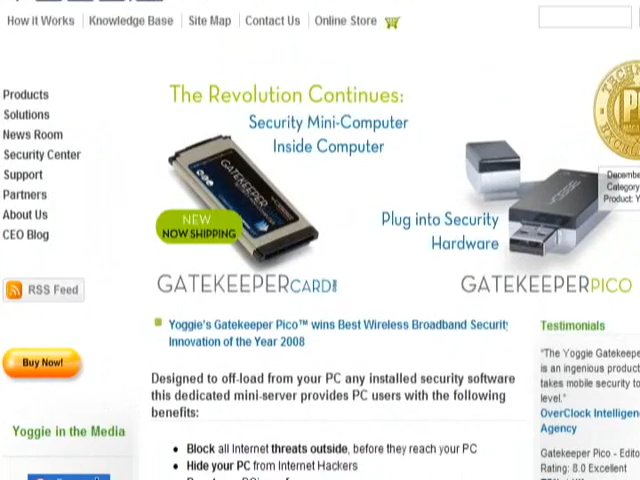 How it Works
Knowledge Base
Site Map
Contact Us
Online Store
Products
Solutions
News Room
Security Center
Support
Partners
About Us
CEO Blog
RSS Feed
Buy Now!
Yoggie in the Media
The Revolution Continues:
Security Mini-Computer
Inside Computer
GATEKEEPER
NEW
NOW SHIPPING
GATEKEEPERCARD
Plug into Security
Hardware
GATEKEEPERPICO
Category
Product: Y
Yoggie's Gatekeeper Pico™ wins Best Wireless Broadband Security
Innovation of the Year 2008
Designed to off-load from your PC any installed security software
this dedicated mini-server provides PC users with the following
benefits:
Block all Internet threats outside, before they reach your PC
Hide your PC from Internet Hackers
Testimonials
"The Yoggie Gatekeepe
is an ingenious product
takes mobile security to
level."
OverClock Intelligen
Agency
Gatekeeper Pico - Edito
Rating: 8.0 Excellent